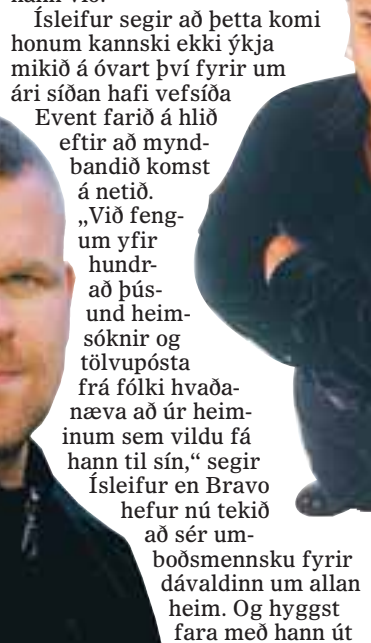 Ísleifur segir að þetta komi
honum kannski ekki ýkja
mikið á óvart því fyrir um
ári síðan hafi vefsíða
Event farið á hlið
eftir að mynd-
bandið komst
á netið.
„Við feng-
um yfir
hundr-
að þús-
und heim-
sóknir og
tölvupósta
frá fólki hvaða-
næva að úr heim-
inum sem vildu fá
hann til sín,“ segir
Ísleifur en Bravo
hefur nú tekið
að sér um-
boðsmennsku fyrir
dávaldinn um allan
heim. Og hyggst
fara með hann út